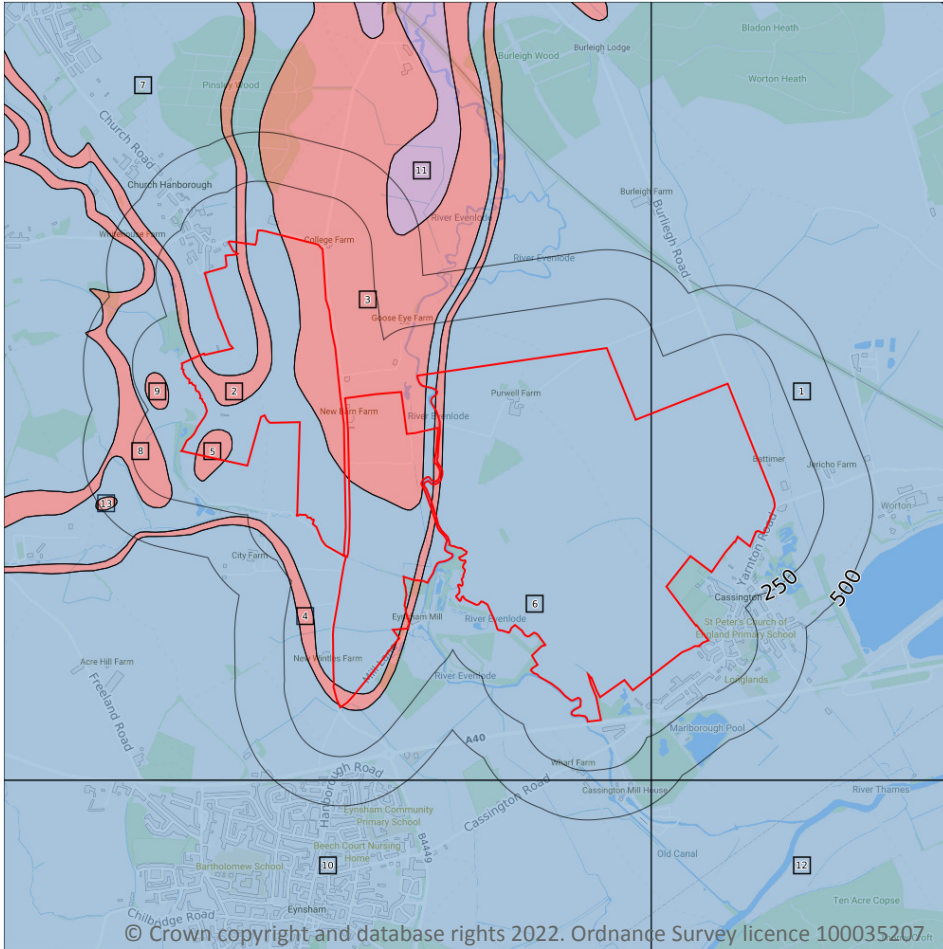 Bladon Heath
Burleigh Wood
Burleigh Lodge
7
Pinsley Wood
Worton Heath
Church Road
11
Church Hanborough
Burleigh Farm
River Evenlode
Burleigh Road
Whitehouse Farm
College Farm
River Evenlode
3
Goose Eye Farm
9
2
Purwell Farm
1
New Barn Farm
River Evenlode
8
5
Battimer
Jericho Farm
13
Worton
Yarnton Road
City Farm
250
500
Cassington
6
4
Eynsham Mill
River Evenlode
St Peter's Church of
England Primary School
New Wintles Farm
Mill Lane
Acre Hill Farm
River Evenlode
Longlands
Freeland Road
Marlborough Pool
A40
Wharf Farm
Hanborough Road
Cassington Road
Cassington Mill House
River Thames
Eynsham Community
Primary School
B4449
Beech Court Nursing
Home
Old Canal
Bartholomew School
10
12
Eynsham
Ten Acre Copse
Chilbridge Road
© Crown copyright and database rights 2022. Ordnance Survey licence 100035207.